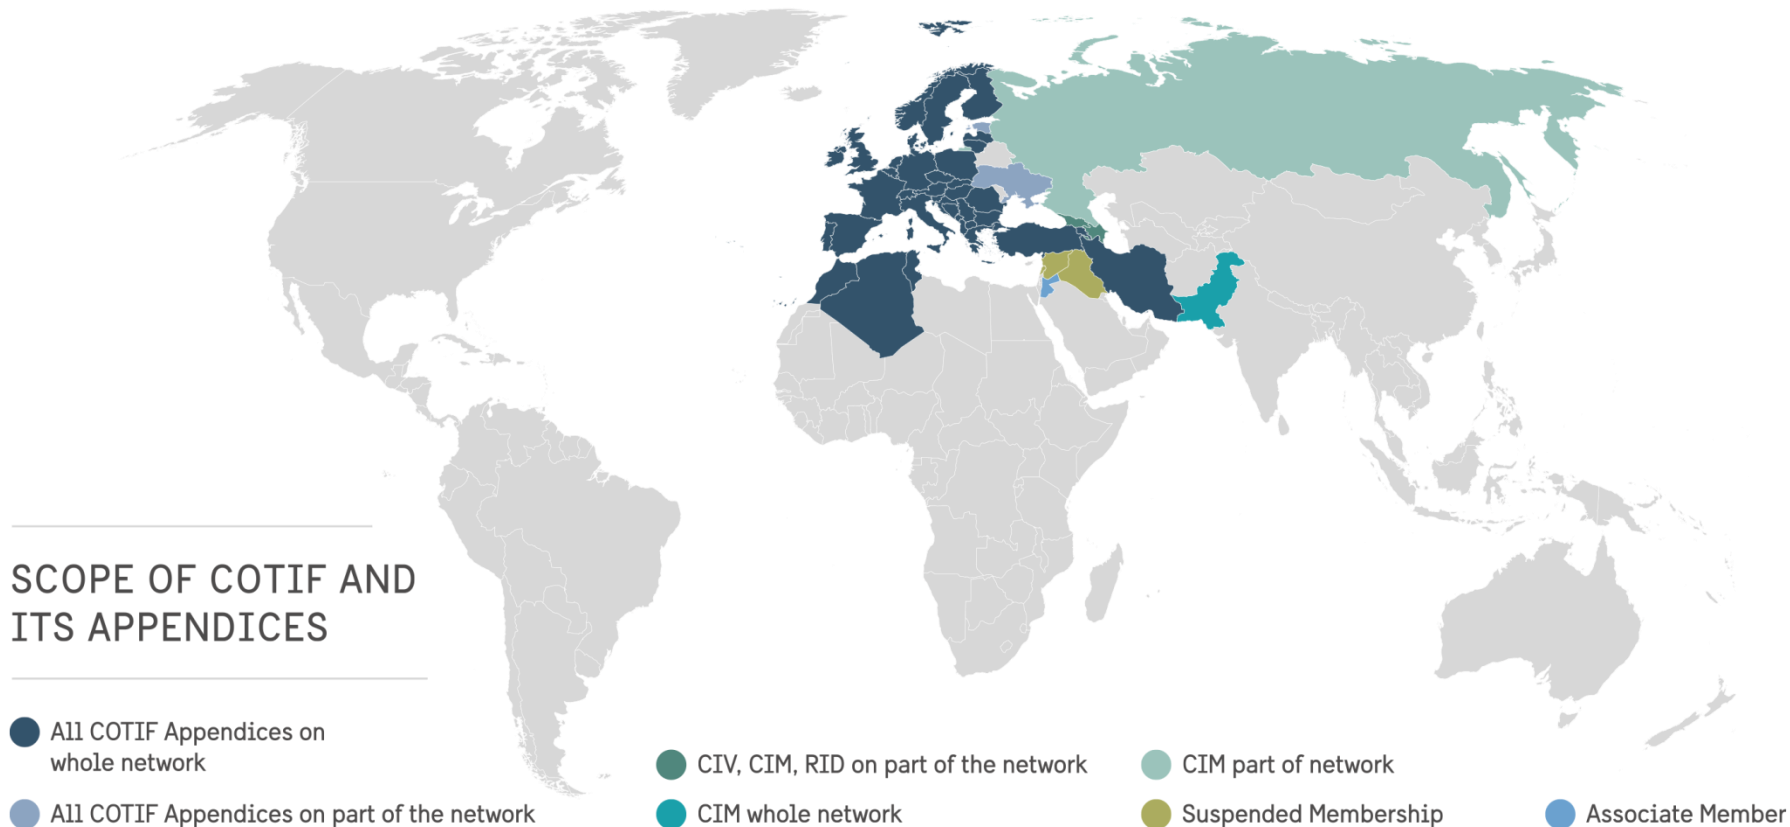 SCOPE OF COTIF AND
ITS APPENDICES
All COTIF Appendices on
whole network
All COTIF Appendices on part of the network
CIV, CIM, RID on part of the network
CIM whole network
CIM part of network
Suspended Membership
Associate Member